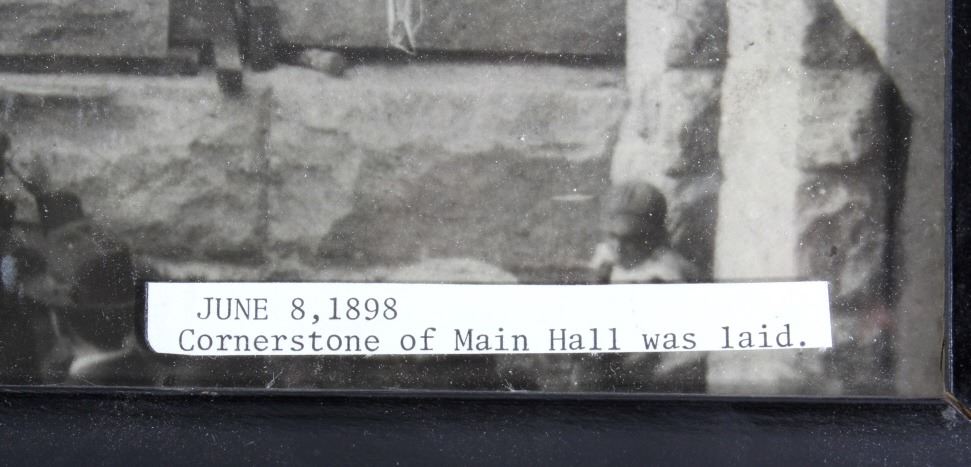 JUNE 8,1898
Cornerstone of Main Hall was laid.